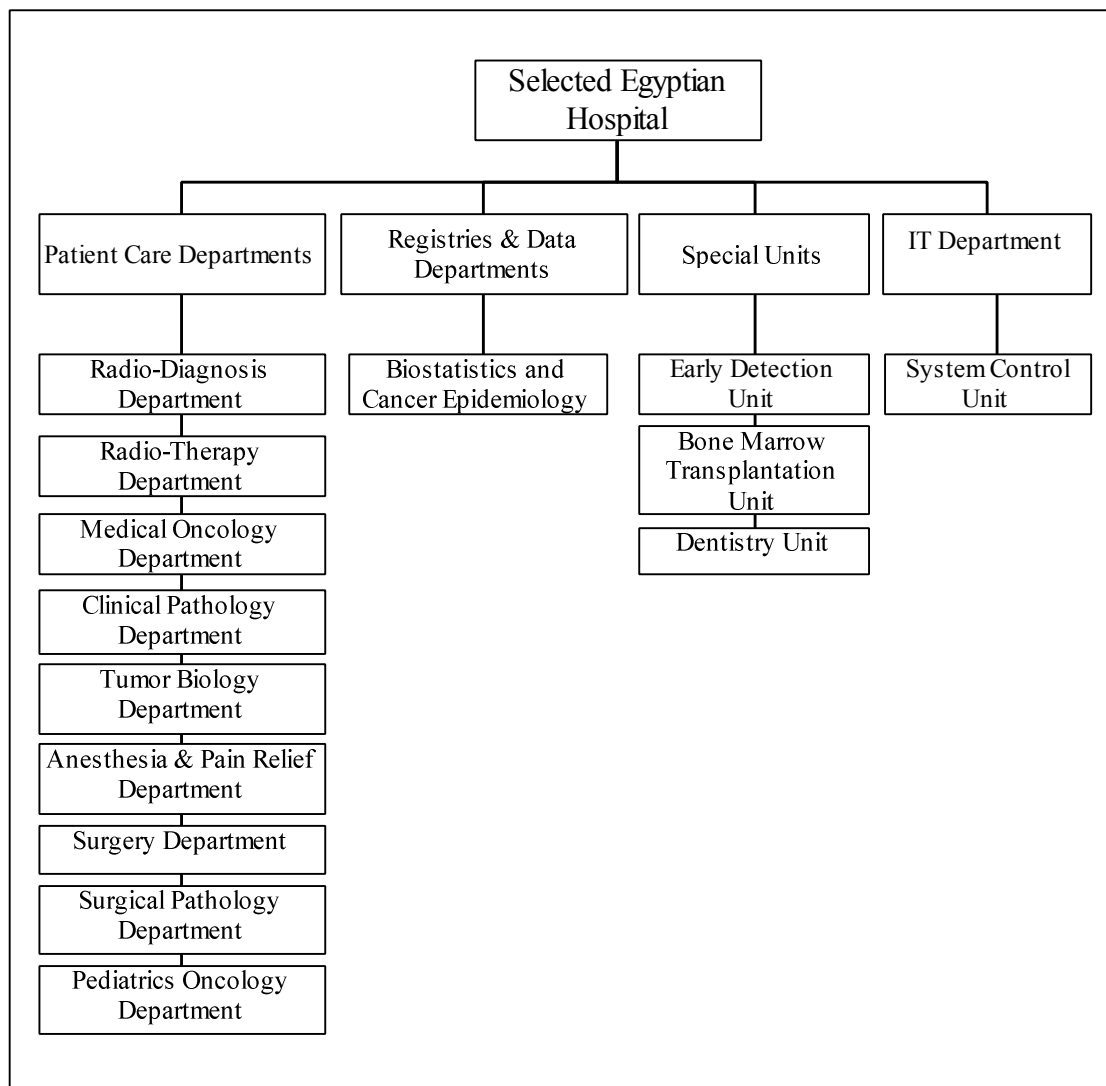 Selected Egyptian
Hospital
Patient Care Departments
Registries & Data
Departments
Special Units
IT Department
Radio-Diagnosis
Department
Radio-Therapy
Department
Medical Oncology
Department
Clinical Pathology
Department
Tumor Biology
Department
Anesthesia & Pain Relief
Department
Surgery Department
Surgical Pathology
Department
Pediatrics Oncology
Department
Biostatistics and
Cancer Epidemiology
Early Detection
Unit
Bone Marrow
Transplantation
Unit
Dentistry Unit
System Control
Unit